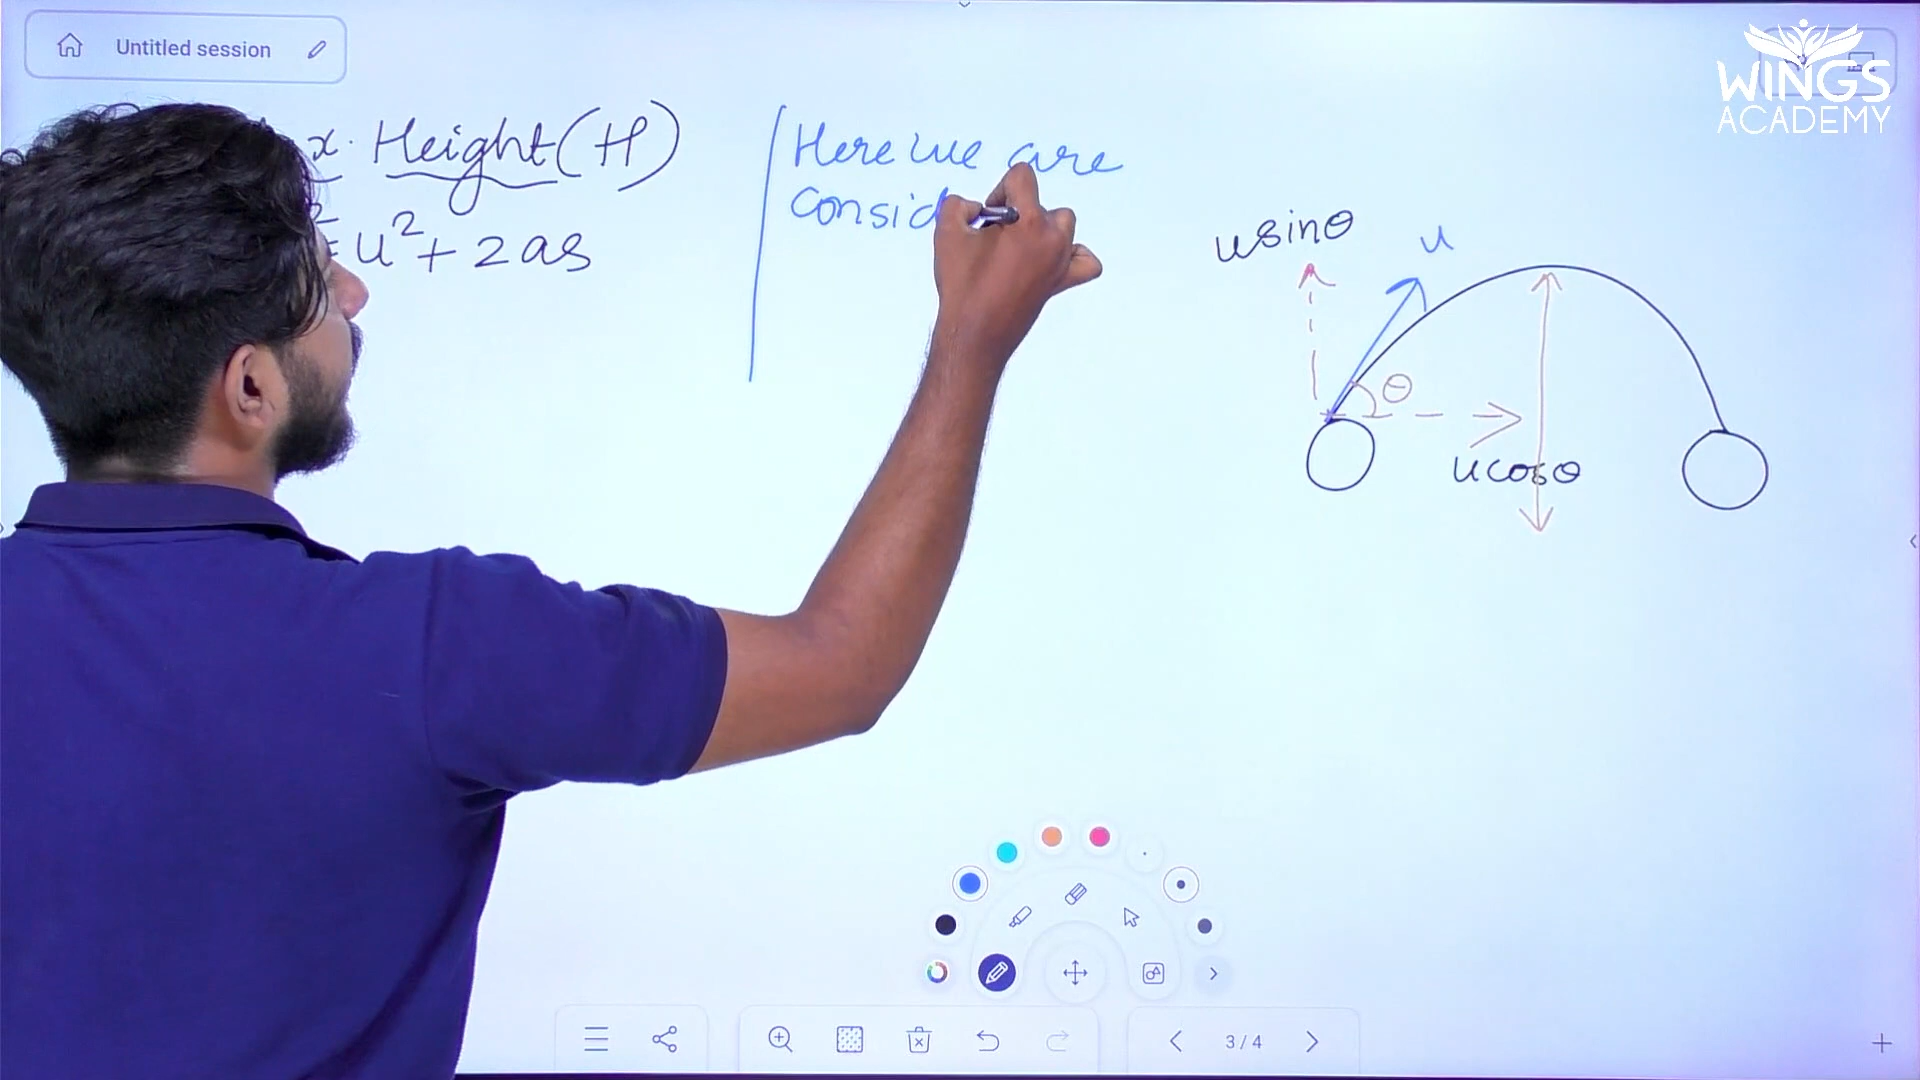 Untitled session
WINGS
ACADEMY
x. Height (H)
= u² + 2as
Here we are
Consid
usinθ
u
θ
ucosθ
3 / 4